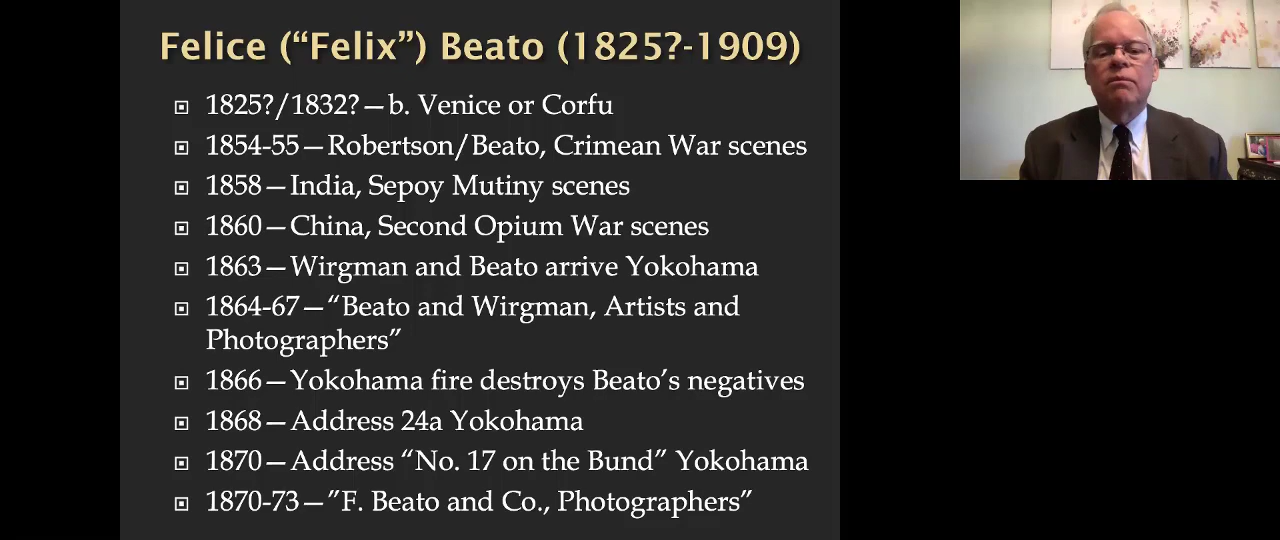 Felice (“Felix”) Beato (1825?-1909)
1825?/1832?—b. Venice or Corfu
1854-55—Robertson/Beato, Crimean War scenes
1858—India, Sepoy Mutiny scenes
1860—China, Second Opium War scenes
1863—Wirgman and Beato arrive Yokohama
1864-67—“Beato and Wirgman, Artists and
Photographers”
1866—Yokohama fire destroys Beato’s negatives
1868—Address 24a Yokohama
1870—Address “No. 17 on the Bund” Yokohama
1870-73—”F. Beato and Co., Photographers”